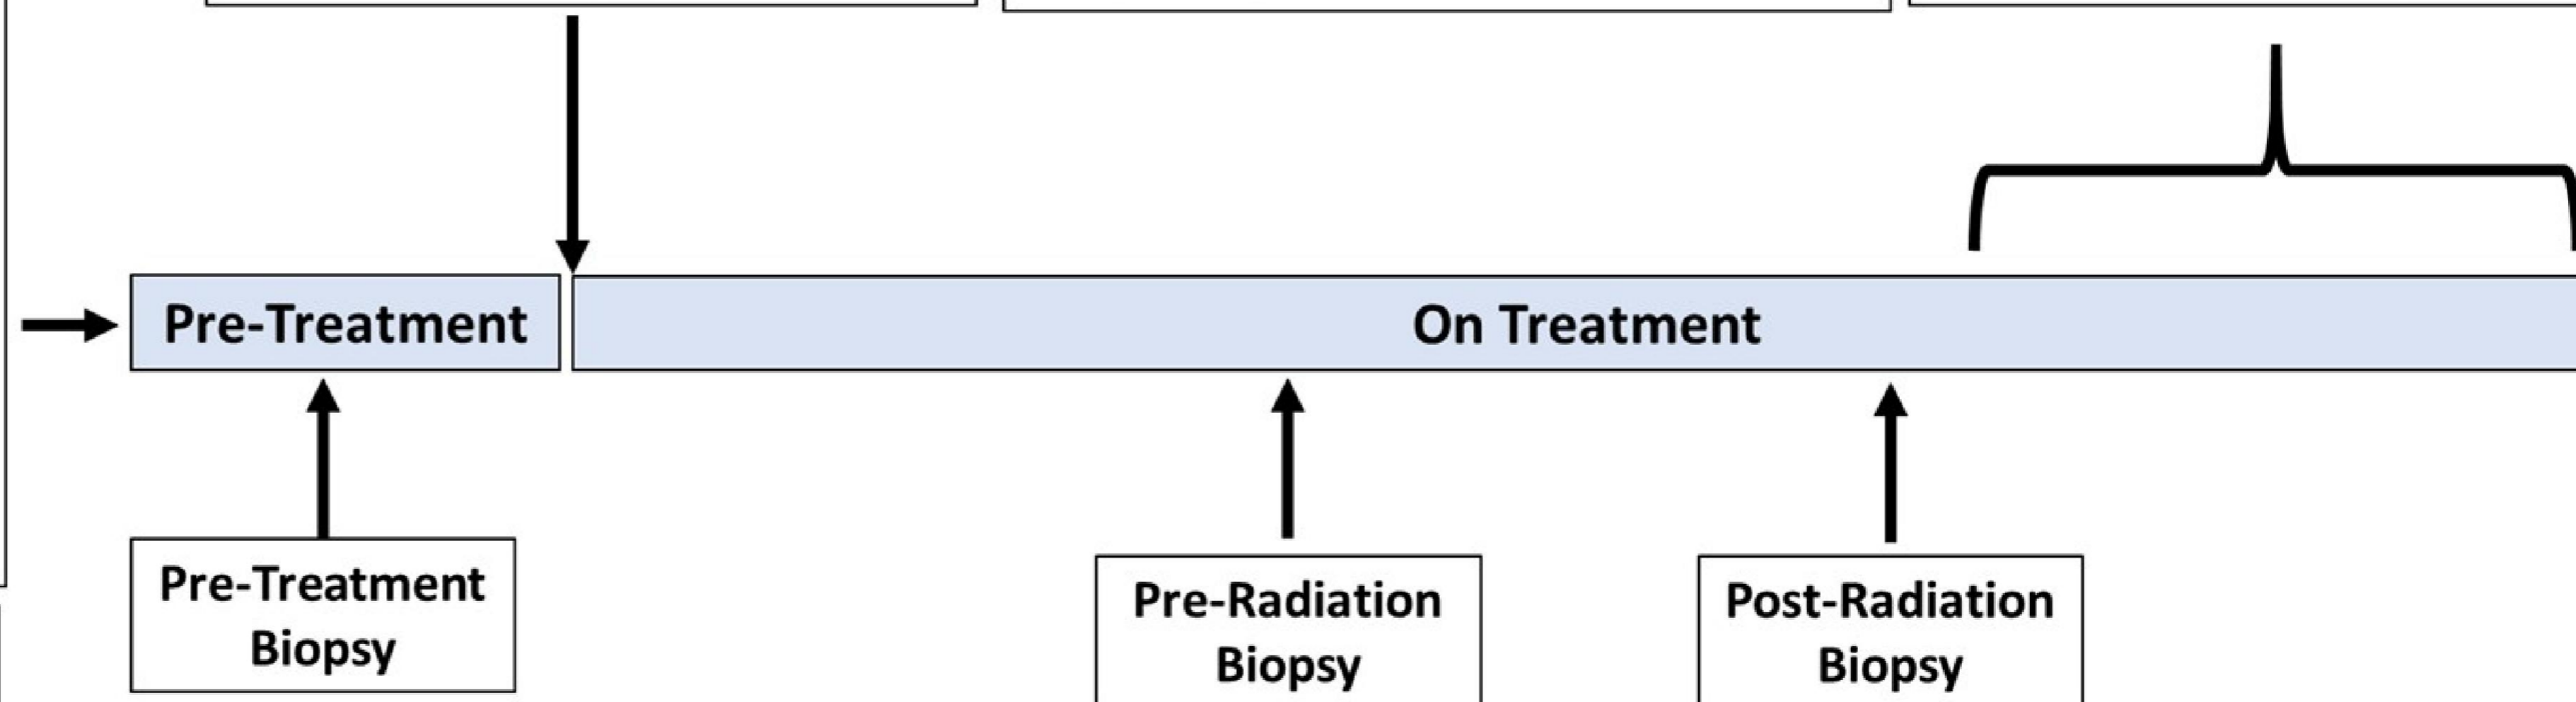 Pre-Treatment
On Treatment
Pre-Treatment
Biopsy
Pre-Radiation
Biopsy
Post-Radiation
Biopsy